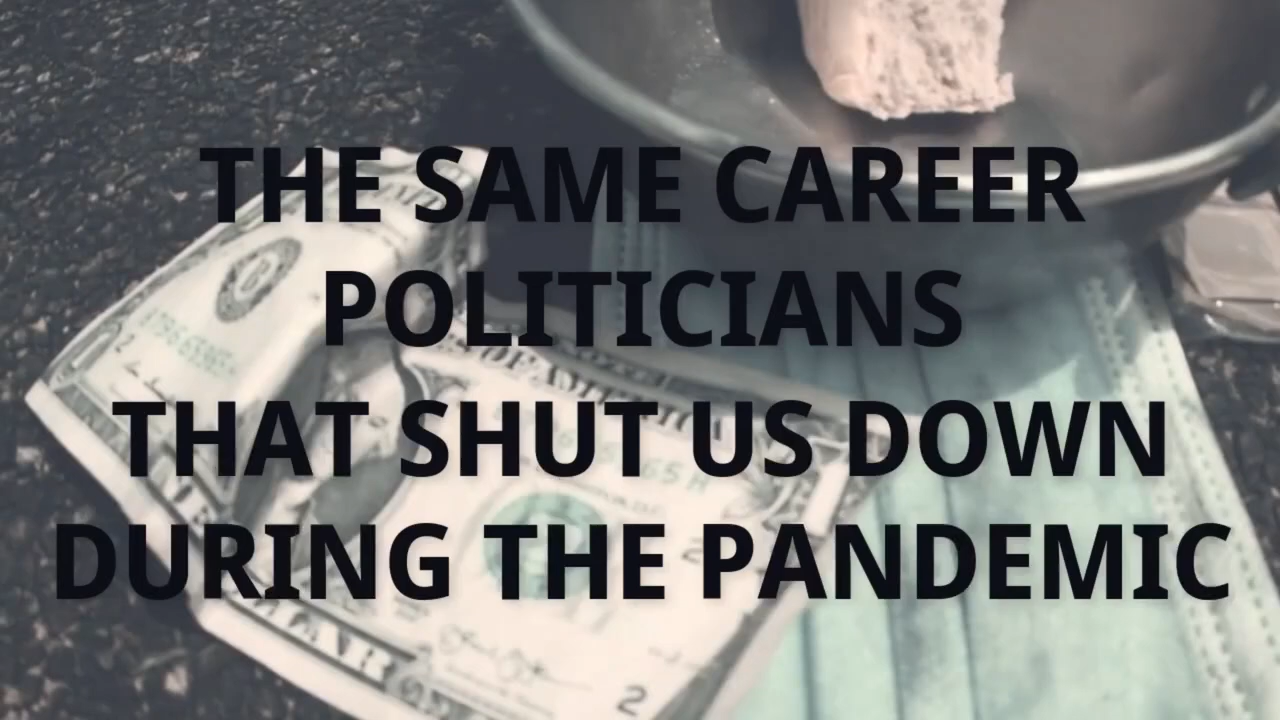 THE SAME CAREER
POLITICIANS
THAT SHUT US DOWN
DURING THE PANDEMIC